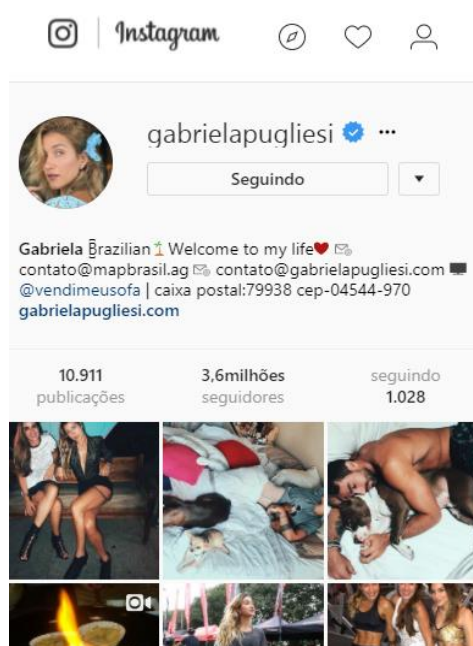 Instagram
gabrielapugliesi
Seguindo
Gabriela Brazilian Welcome to my life
contato@mapbrasil.ag contato@gabrielapugliesi.com
@vendimeusofa | caixa postal:79938 cep-04544-970
gabrielapugliesi.com
10.911 3,6milhões seguindo
publicações seguidores 1.028